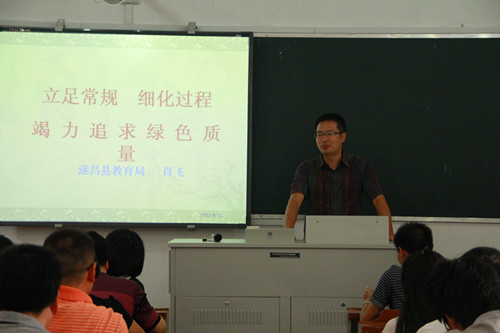 立足常规　细化过程
竭力追求绿色质
量
遂昌县教育局　肖飞